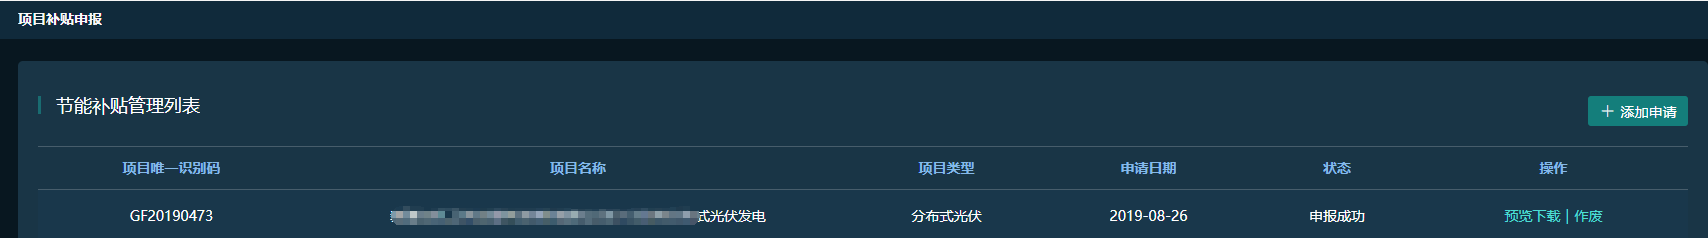 项目补贴申报
节能补贴管理列表
添加申请
项目唯一识别码 项目名称 项目类型 申请日期 状态 操作
GF20190473 式光伏发电 分布式光伏 2019-08-26 申报成功 预览下载 | 作废